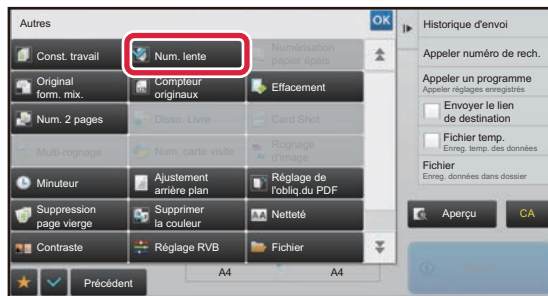 Autres
OK
Const. travail
Num. lente
Numérisation
papier épais
Original
form. mix.
Compteur
originaux
Effacement
Num. 2 pages
Disso. Livre
Card Shot
Multi-rognage
Num. carte visite
Rognage
d'image
Minuteur
Ajustement
arrière plan
Réglage de
l'obliq.du PDF
Suppression
page vierge
Supprimer
la couleur
Netteté
Contraste
Réglage RVB
Fichier
Précédent
A4
A4
Historique d'envoi
Appeler numéro de rech.
Appeler un programme
Appeler réglages enregistrés
Envoyer le lien
de destination
Fichier temp.
Enreg. temp. des données
Fichier
Enreg. données dans dossier
Aperçu
CA